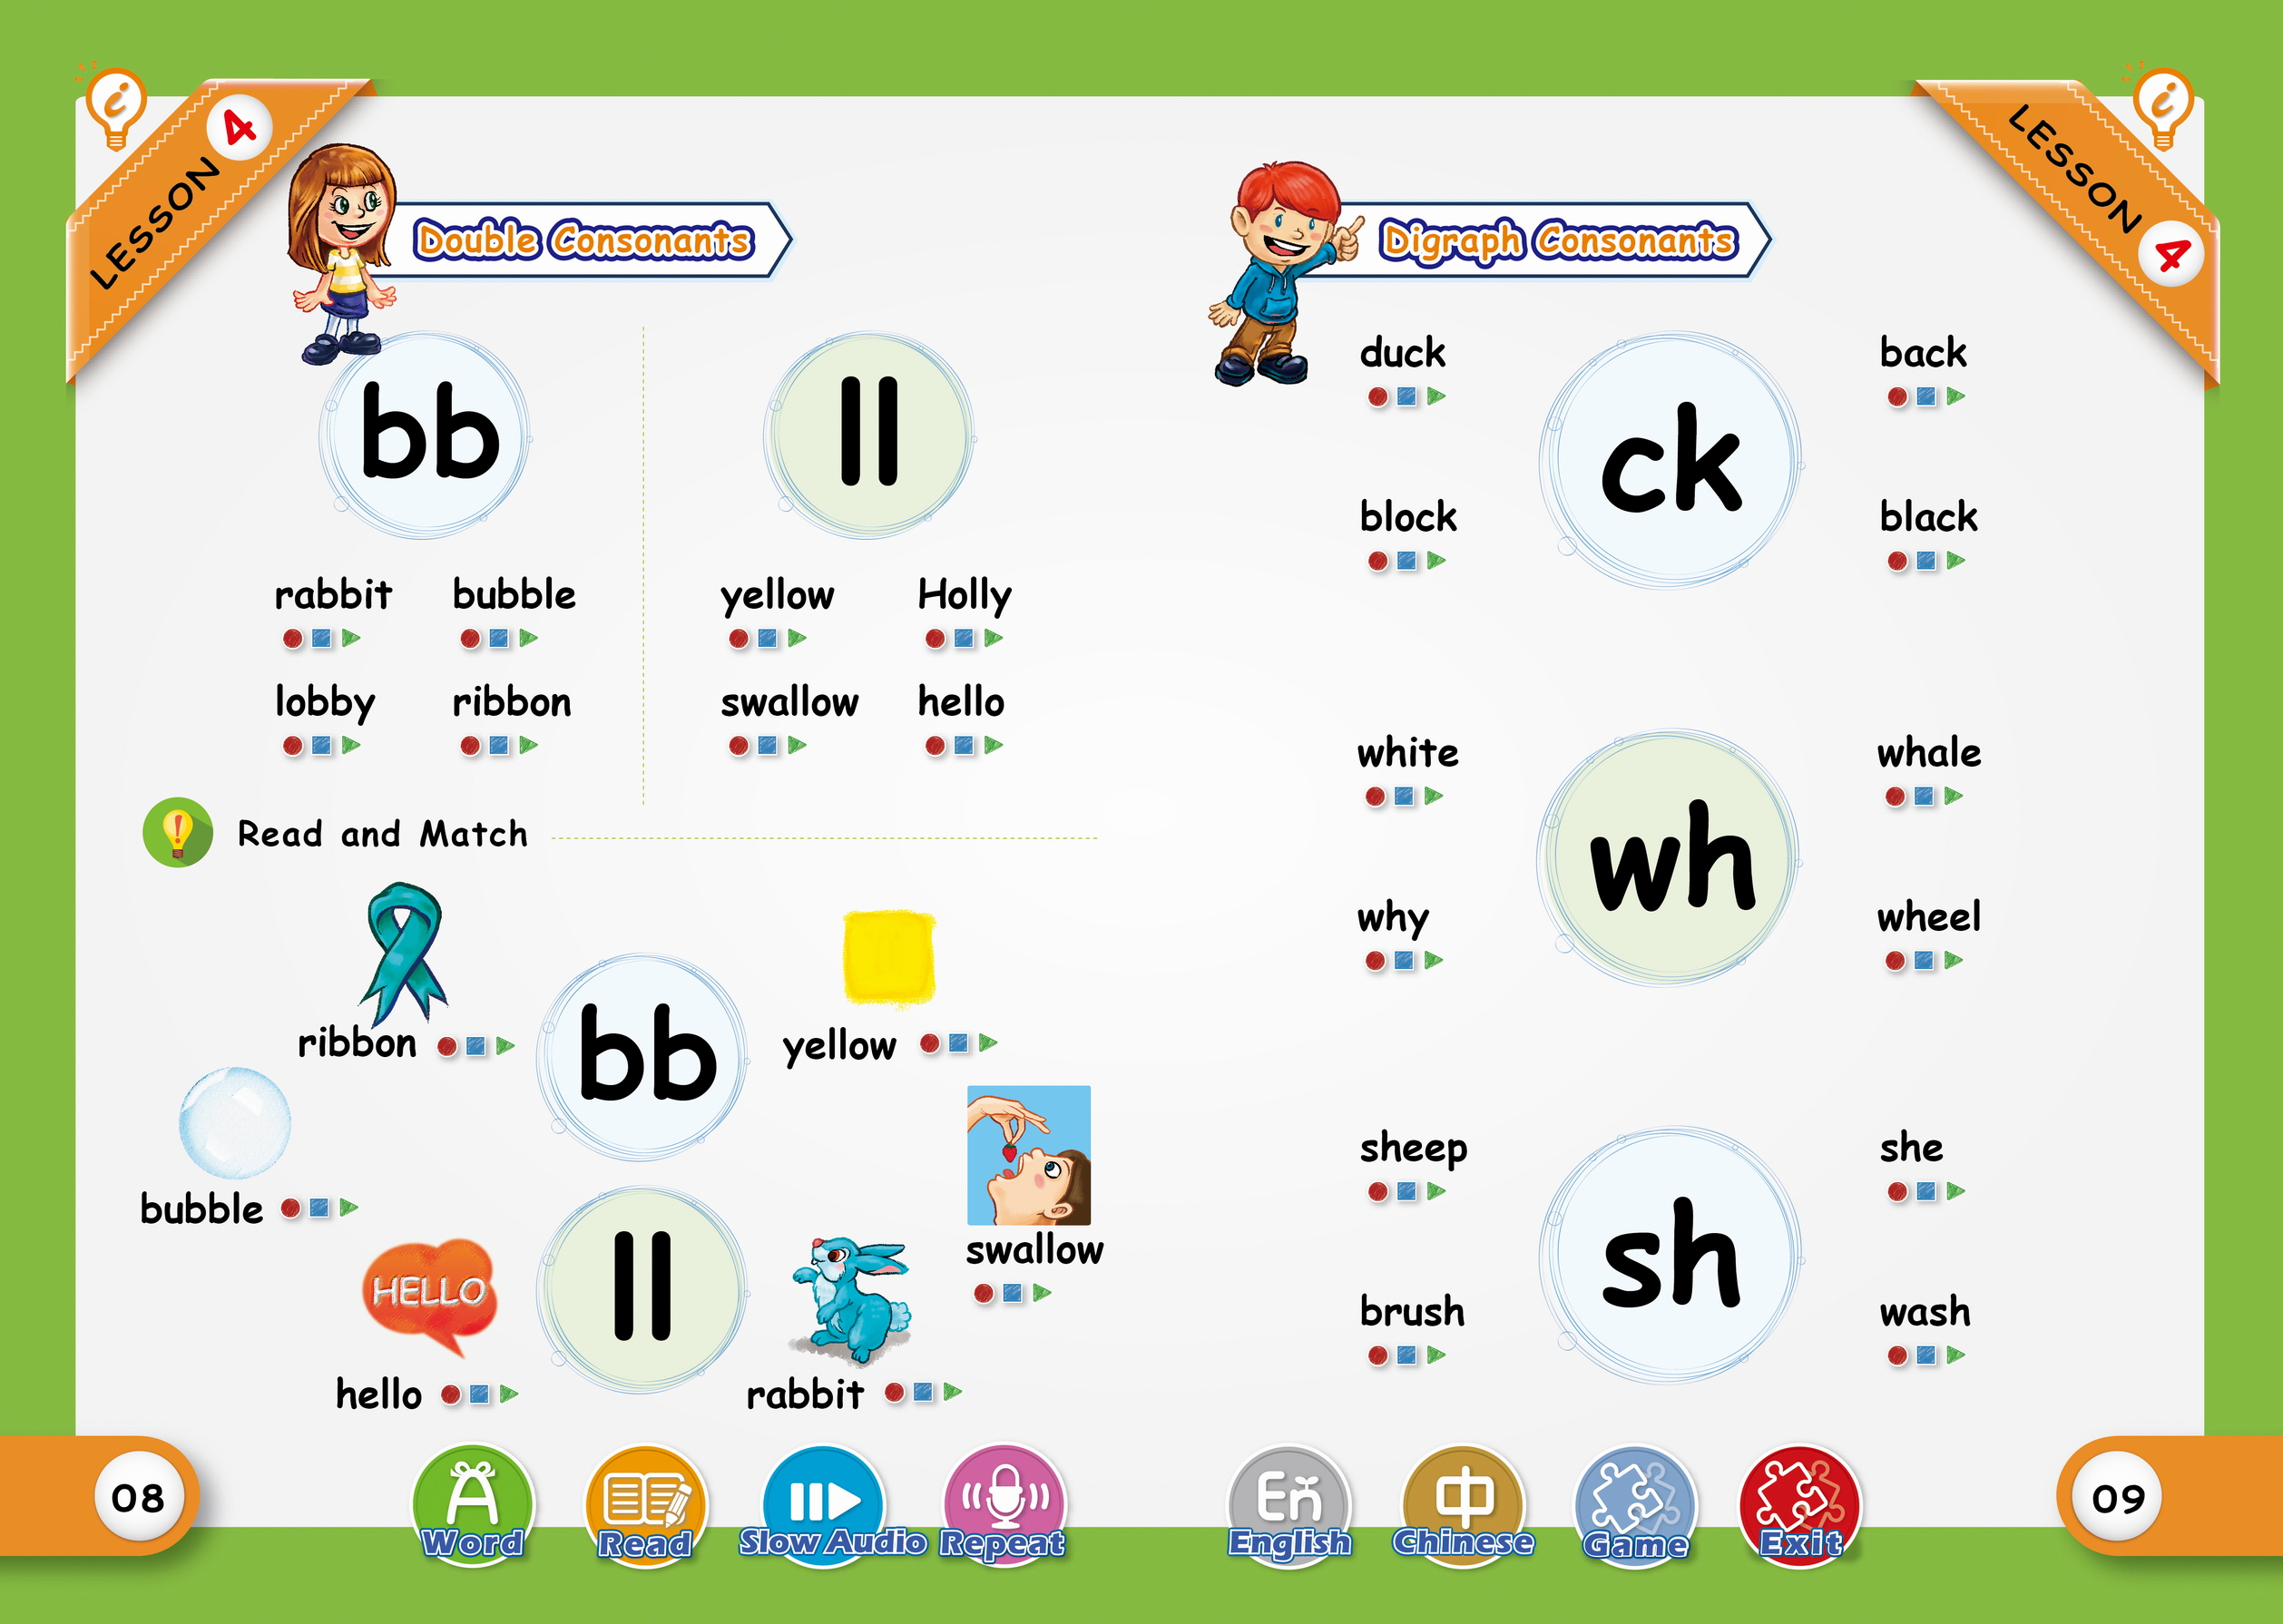 LESSON 4
Double Consonants
bb
ll
rabbit bubble
yellow Holly
lobby ribbon
swallow hello
Read and Match
ribbon
bb
yellow
bubble
swallow
HELLO
ll
hello
rabbit
08
Word
Read
Slow Audio
Repeat
LESSON 4
Digraph Consonants
duck
back
ck
block
black
white
whale
wh
why
wheel
sheep
she
sh
brush
wash
En
English
中
Chinese
Game
Exit
09